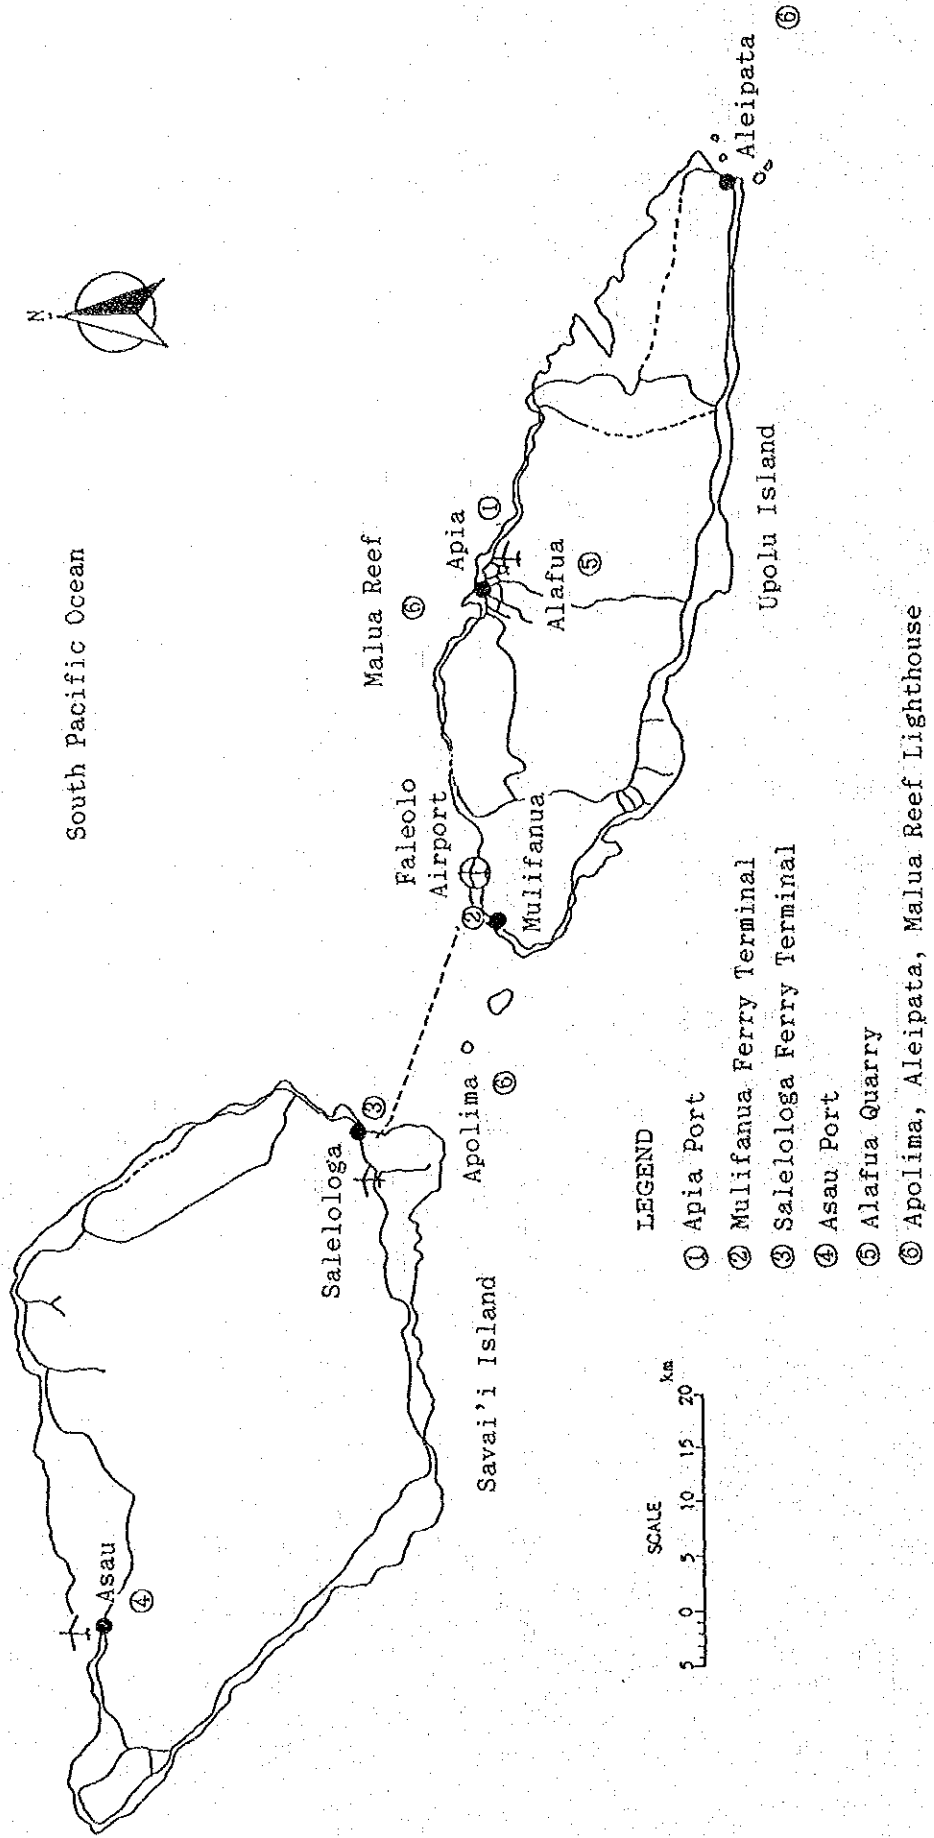 South Pacific Ocean
N
Malua Reef
⑥
Faleolo
Airport
Apia
①
Alafua
⑤
②
Mulifanua
Aleipata
⑥
Upolu Island
Asau
④
Salelologa
③
Apolima
⑥
Savai'i Island
SCALE
5 0 5 10 15 20
km
LEGEND
① Apia Port
② Mulifanua Ferry Terminal
③ Salelologa Ferry Terminal
④ Asau Port
⑤ Alafua Quarry
⑥ Apolima, Aleipata, Malua Reef Lighthouse